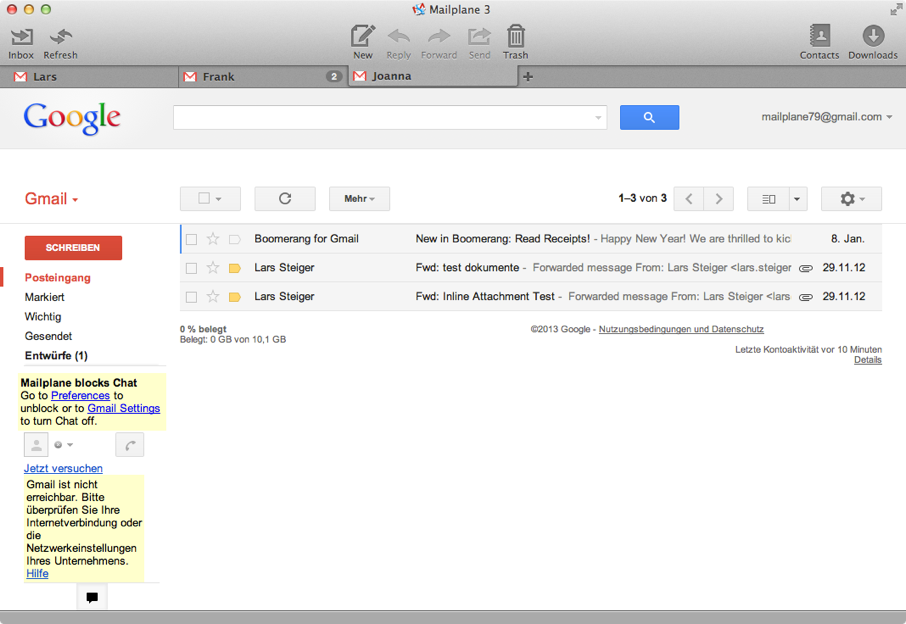 Mailplane 3
Inbox Refresh New Reply Forward Send Trash Contacts Downloads
Lars Frank 2 Joanna
Google mailplane79@gmail.com
Gmail Mehr 1–3 von 3
SCHREIBEN
Posteingang
Markiert
Wichtig
Gesendet
Entwürfe (1)
Boomerang for Gmail New in Boomerang: Read Receipts! - Happy New Year! We are thrilled to kic 8. Jan.
Lars Steiger Fwd: test dokumente - Forwarded message From: Lars Steiger <lars.steiger 29.11.12
Lars Steiger Fwd: Inline Attachment Test - Forwarded message From: Lars Steiger <lars 29.11.12
0 % belegt
Belegt: 0 GB von 10,1 GB
©2013 Google - Nutzungsbedingungen und Datenschutz
Letzte Kontoaktivität vor 10 Minuten
Details
Mailplane blocks Chat
Go to Preferences to
unblock or to Gmail Settings
to turn Chat off.
Jetzt versuchen
Gmail ist nicht
erreichbar. Bitte
überprüfen Sie Ihre
Internetverbindung oder
die
Netzwerkeinstellungen
Ihres Unternehmens.
Hilfe